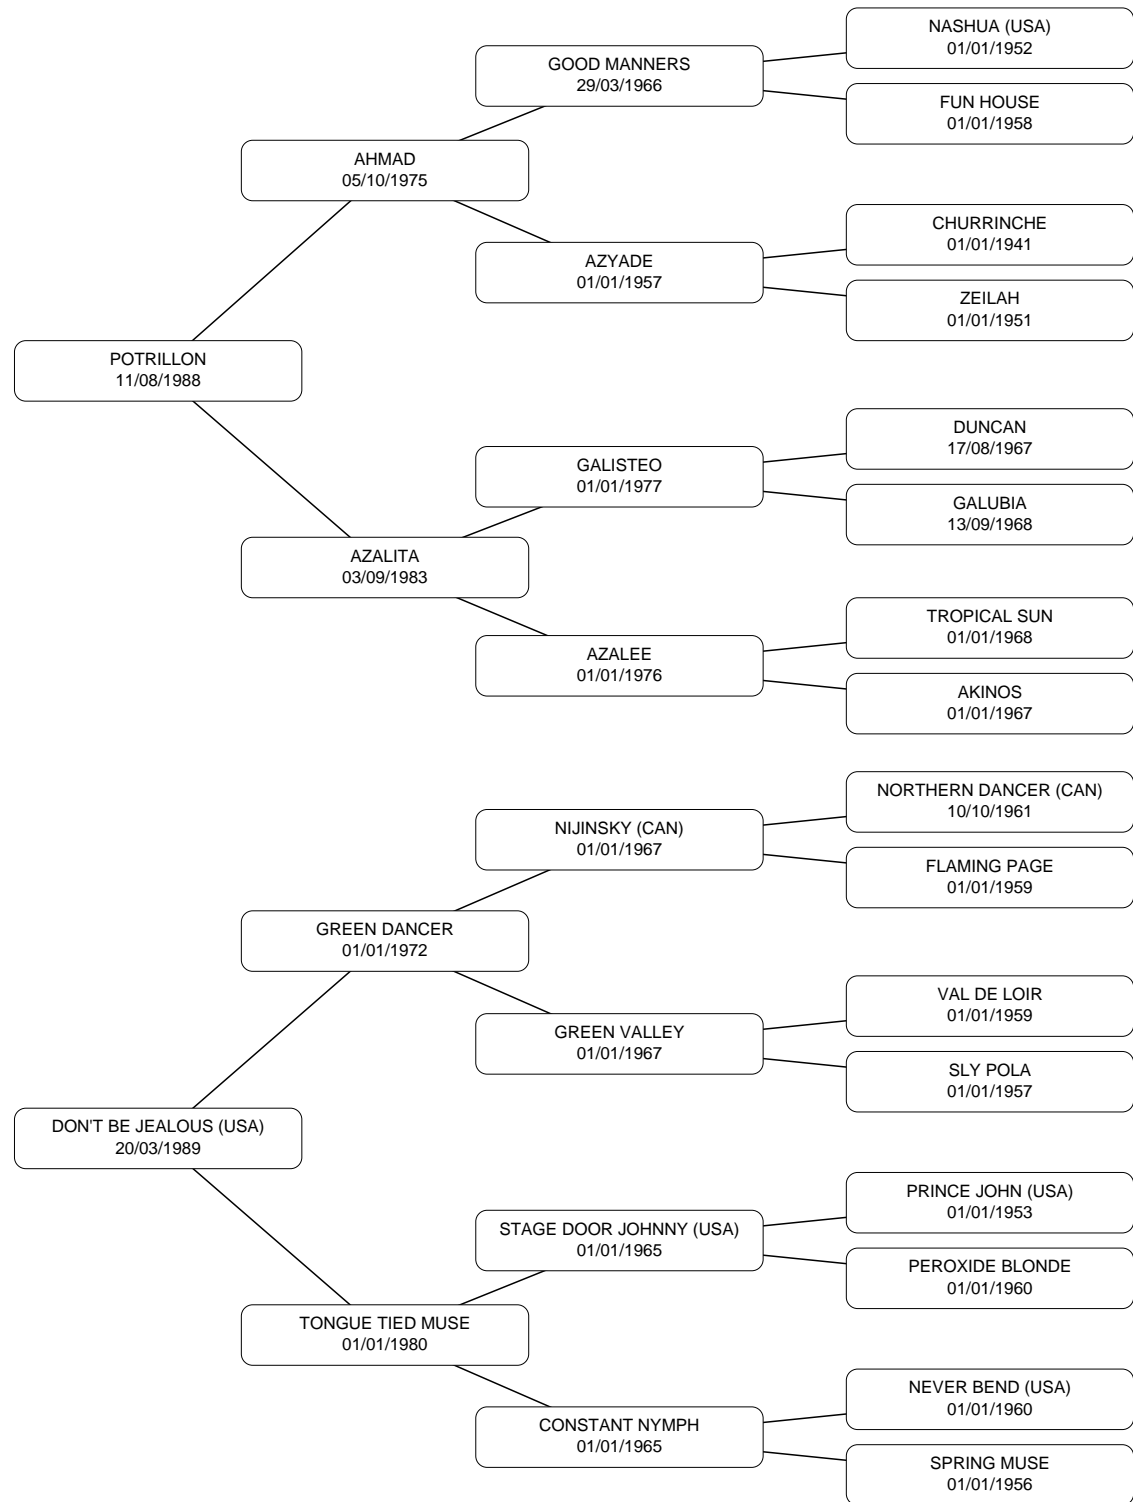 NASHUA (USA)
01/01/1952
GOOD MANNERS
29/03/1966
FUN HOUSE
01/01/1958
AHMAD
05/10/1975
CHURRINCHE
01/01/1941
AZYADE
01/01/1957
ZEILAH
01/01/1951
POTRILLON
11/08/1988
DUNCAN
17/08/1967
GALISTEO
01/01/1977
GALUBIA
13/09/1968
AZALITA
03/09/1983
TROPICAL SUN
01/01/1968
AZALEE
01/01/1976
AKINOS
01/01/1967
NORTHERN DANCER (CAN)
10/10/1961
NIJINSKY (CAN)
01/01/1967
FLAMING PAGE
01/01/1959
GREEN DANCER
01/01/1972
VAL DE LOIR
01/01/1959
GREEN VALLEY
01/01/1967
SLY POLA
01/01/1957
DON'T BE JEALOUS (USA)
20/03/1989
PRINCE JOHN (USA)
01/01/1953
STAGE DOOR JOHNNY (USA)
01/01/1965
PEROXIDE BLONDE
01/01/1960
TONGUE TIED MUSE
01/01/1980
NEVER BEND (USA)
01/01/1960
CONSTANT NYMPH
01/01/1965
SPRING MUSE
01/01/1956